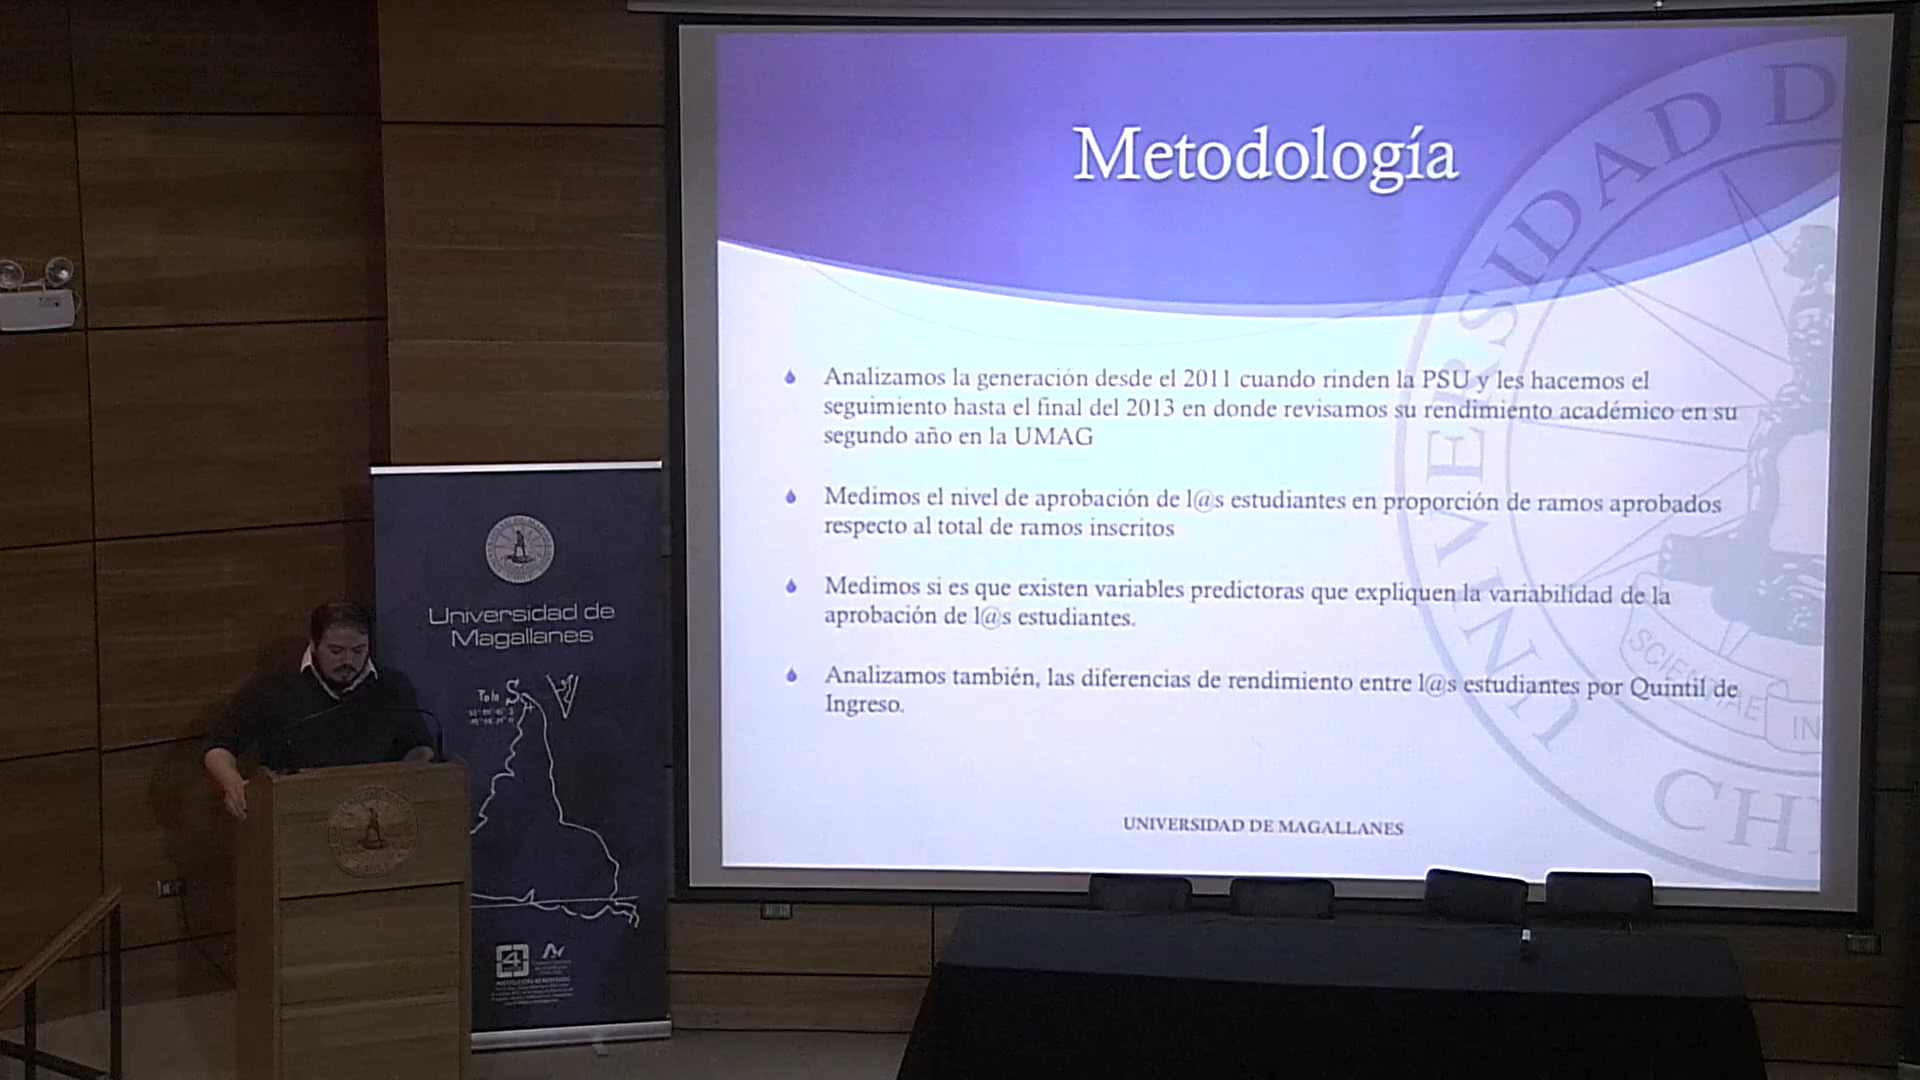 Metodología
Analizamos la generación desde el 2011 cuando rinden la PSU y les hacemos el
seguimiento hasta el final del 2013 en donde revisamos su rendimiento académico en su
segundo año en la UMAG
Medimos el nivel de aprobación de l@s estudiantes en proporción de ramos aprobados
respecto al total de ramos inscritos
Medimos si es que existen variables predictoras que expliquen la variabilidad de la
aprobación de l@s estudiantes.
Analizamos también, las diferencias de rendimiento entre l@s estudiantes por Quintil de
Ingreso.
UNIVERSIDAD DE MAGALLANES
UNIVERSIDAD D
CH
IN
Universidad de
Magallanes
4